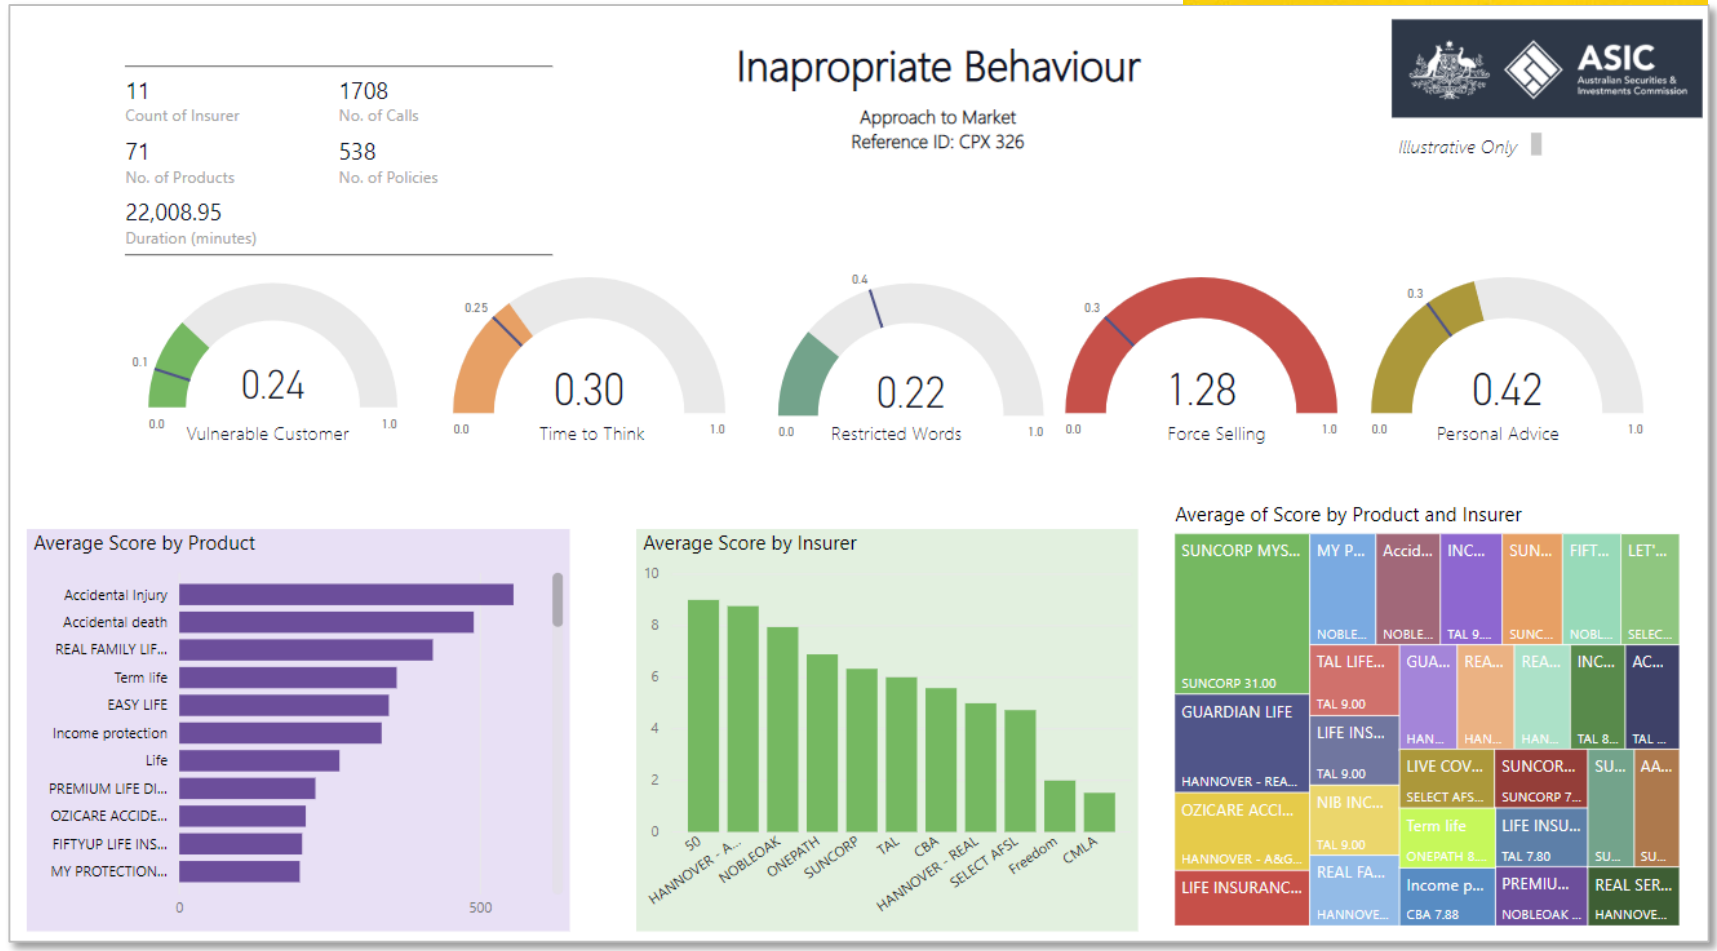 Inapropriate Behaviour
Approach to Market
Reference ID: CPX 326
ASIC
Australian Securities &
Investments Commission
Illustrative Only
11
Count of Insurer
1708
No. of Calls
71
No. of Products
538
No. of Policies
22,008.95
Duration (minutes)
0.1
0.24
0.0
1.0
Vulnerable Customer
0.25
0.30
0.0
1.0
Time to Think
0.4
0.22
0.0
1.0
Restricted Words
0.3
1.28
0.0
1.0
Force Selling
0.3
0.42
0.0
1.0
Personal Advice
Average Score by Product
Accidental Injury
Accidental death
REAL FAMILY LIF...
Term life
EASY LIFE
Income protection
Life
PREMIUM LIFE DI...
OZICARE ACCIDE...
FIFTYUP LIFE INS...
MY PROTECTION...
0
500
Average Score by Insurer
10
8
6
4
2
0
50
HANNOVER - A...
NOBLEOAK
ONEPATH
SUNCORP
TAL
CBA
HANNOVER - REAL
SELECT AFSL
Freedom
CMLA
Average of Score by Product and Insurer
SUNCORP MYS...
SUNCORP 31.00
GUARDIAN LIFE
HANNOVER - REA...
OZICARE ACCI...
HANNOVER - A&G...
LIFE INSURANC...
MY P...
NOBLE...
Accid...
NOBLE...
INC...
TAL 9....
SUN...
SUNC...
FIFT...
NOBL...
LET'...
SELEC...
TAL LIFE...
TAL 9.00
LIFE INS...
TAL 9.00
NIB INC...
TAL 9.00
REAL FA...
HANNOVE...
GUA...
HAN...
REA...
HAN...
REA...
HAN...
INC...
TAL 8...
AC...
TAL ...
LIVE COV...
SELECT AFS...
SUNCOR...
SUNCORP 7...
SU...
SU...
AA...
SU...
Term life
ONEPATH 8...
LIFE INSU...
TAL 7.80
Income p...
CBA 7.88
PREMIU...
NOBLEOAK ...
REAL SER...
HANNOVE...